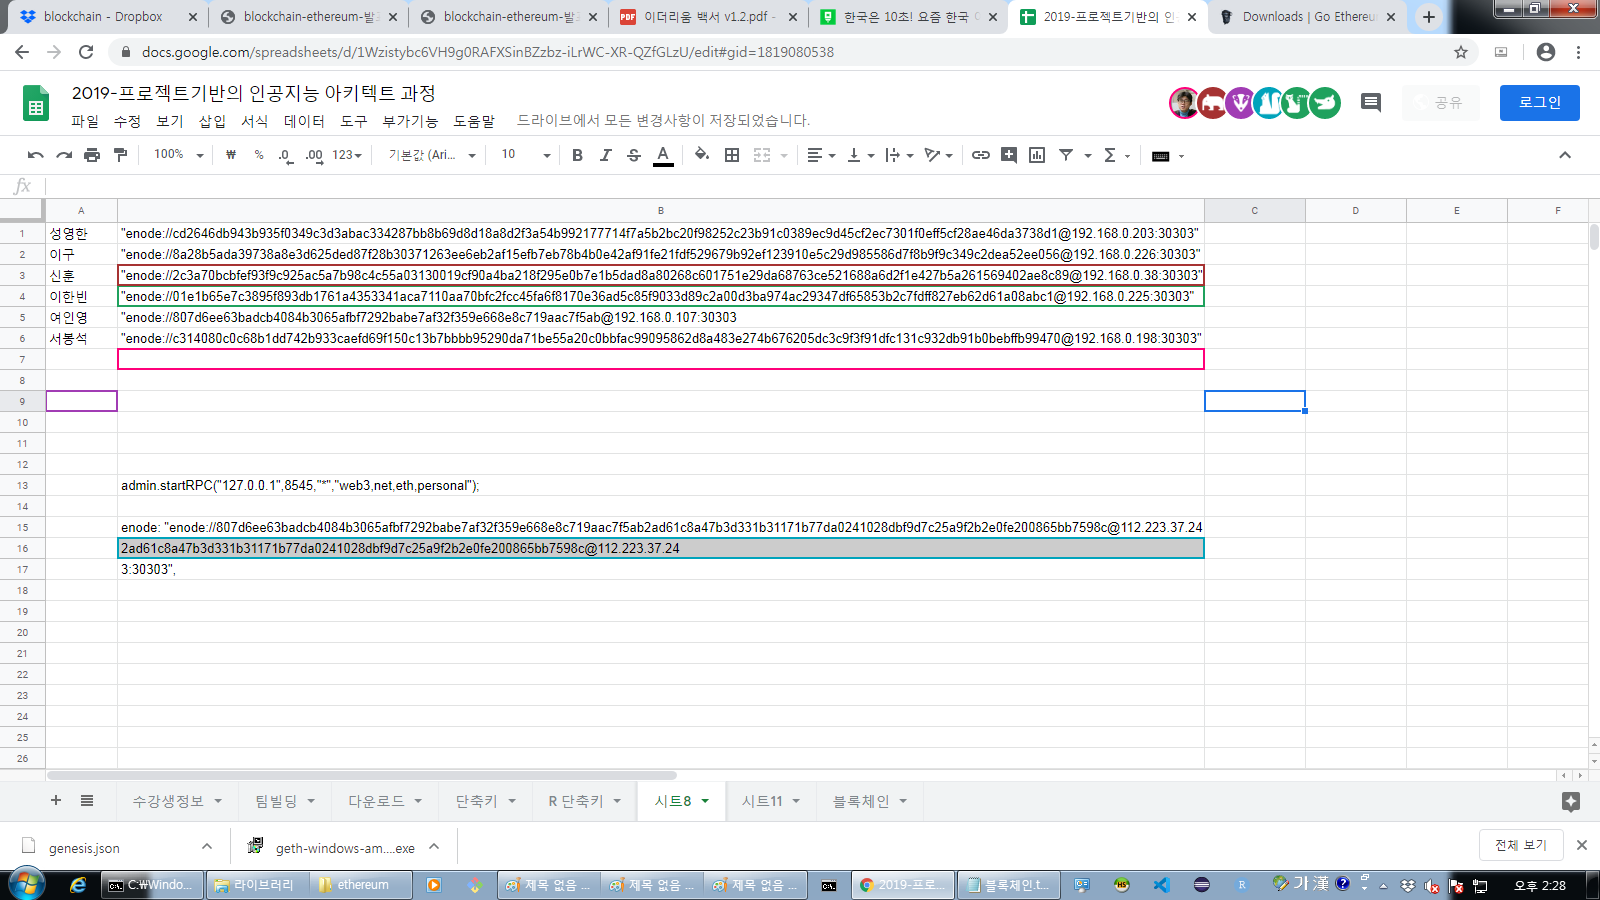 blockchain - Dropbox
blockchain-ethereum-발
blockchain-ethereum-발
PDF 이더리움 백서 v1.2.pdf -
한국은 10초! 요즘 한국
2019-프로젝트기반의 인
Downloads | Go Ethereu
docs.google.com/spreadsheets/d/1Wzistybc6VH9g0RAFXSinBZzbz-iLrWC-XR-QZfGLzU/edit#gid=1819080538
2019-프로젝트기반의 인공지능 아키텍트 과정
파일 수정 보기 삽입 서식 데이터 도구 부가기능 도움말 드라이브에서 모든 변경사항이 저장되었습니다.
공유
로그인
100% ₩ % .0 .00 123 기본값 (Ari... 10 B I S A
fx
A B C D E F
1 성영한 "enode://cd2646db943b935f0349c3d3abac334287bb8b69d8d18a8d2f3a54b992177714f7a5b2bc20f98252c23b91c0389ec9d45cf2ec7301f0eff5cf28ae46da3738d1@192.168.0.203:30303"
2 이구 "enode://8a28b5ada39738a8e3d625ded87f28b30371263ee6eb2af15efb7eb78b4b0e42af91fe21fdf529679b92ef123910e5c29d985586d7f8b9f9c349c2dea52ee056@192.168.0.226:30303"
3 신훈 "enode://2c3a70bcbfef93f9c925ac5a7b98c4c55a03130019cf90a4ba218f295e0b7e1b5dad8a80268c601751e29da68763ce521688a6d2f1e427b5a261569402ae8c89@192.168.0.38:30303"
4 이한빈 "enode://01e1b65e7c3895f893db1761a4353341aca7110aa70bfc2fcc45fa6f8170e36ad5c85f9033d89c2a00d3ba974ac29347df65853b2c7fdff827eb62d61a08abc1@192.168.0.225:30303"
5 여인영 "enode://807d6ee63badcb4084b3065afbf7292babe7af32f359e668e8c719aac7f5ab@192.168.0.107:30303
6 서봉석 "enode://c314080c0c68b1dd742b933caefd69f150c13b7bbbb95290da71be55a20c0bbfac99095862d8a483e274b676205dc3c9f3f91dfc131c932db91b0bebffb99470@192.168.0.198:30303"
7
8
9
10
11
12
13 admin.startRPC("127.0.0.1",8545,"*","web3,net,eth,personal");
14
15 enode: "enode://807d6ee63badcb4084b3065afbf7292babe7af32f359e668e8c719aac7f5ab2ad61c8a47b3d331b31171b77da0241028dbf9d7c25a9f2b2e0fe200865bb7598c@112.223.37.24
16 2ad61c8a47b3d331b31171b77da0241028dbf9d7c25a9f2b2e0fe200865bb7598c@112.223.37.24
17 3:30303",
18
19
20
21
22
23
24
25
26
수강생정보 팀빌딩 다운로드 단축키 R 단축키 시트8 시트11 블록체인
genesis.json
geth-windows-am....exe
전체 보기
C:₩Windo...
라이브러리
ethereum
제목 없음 ...
제목 없음 ...
제목 없음 ...
2019-프로...
블록체인.t...
가 漢
오후 2:28